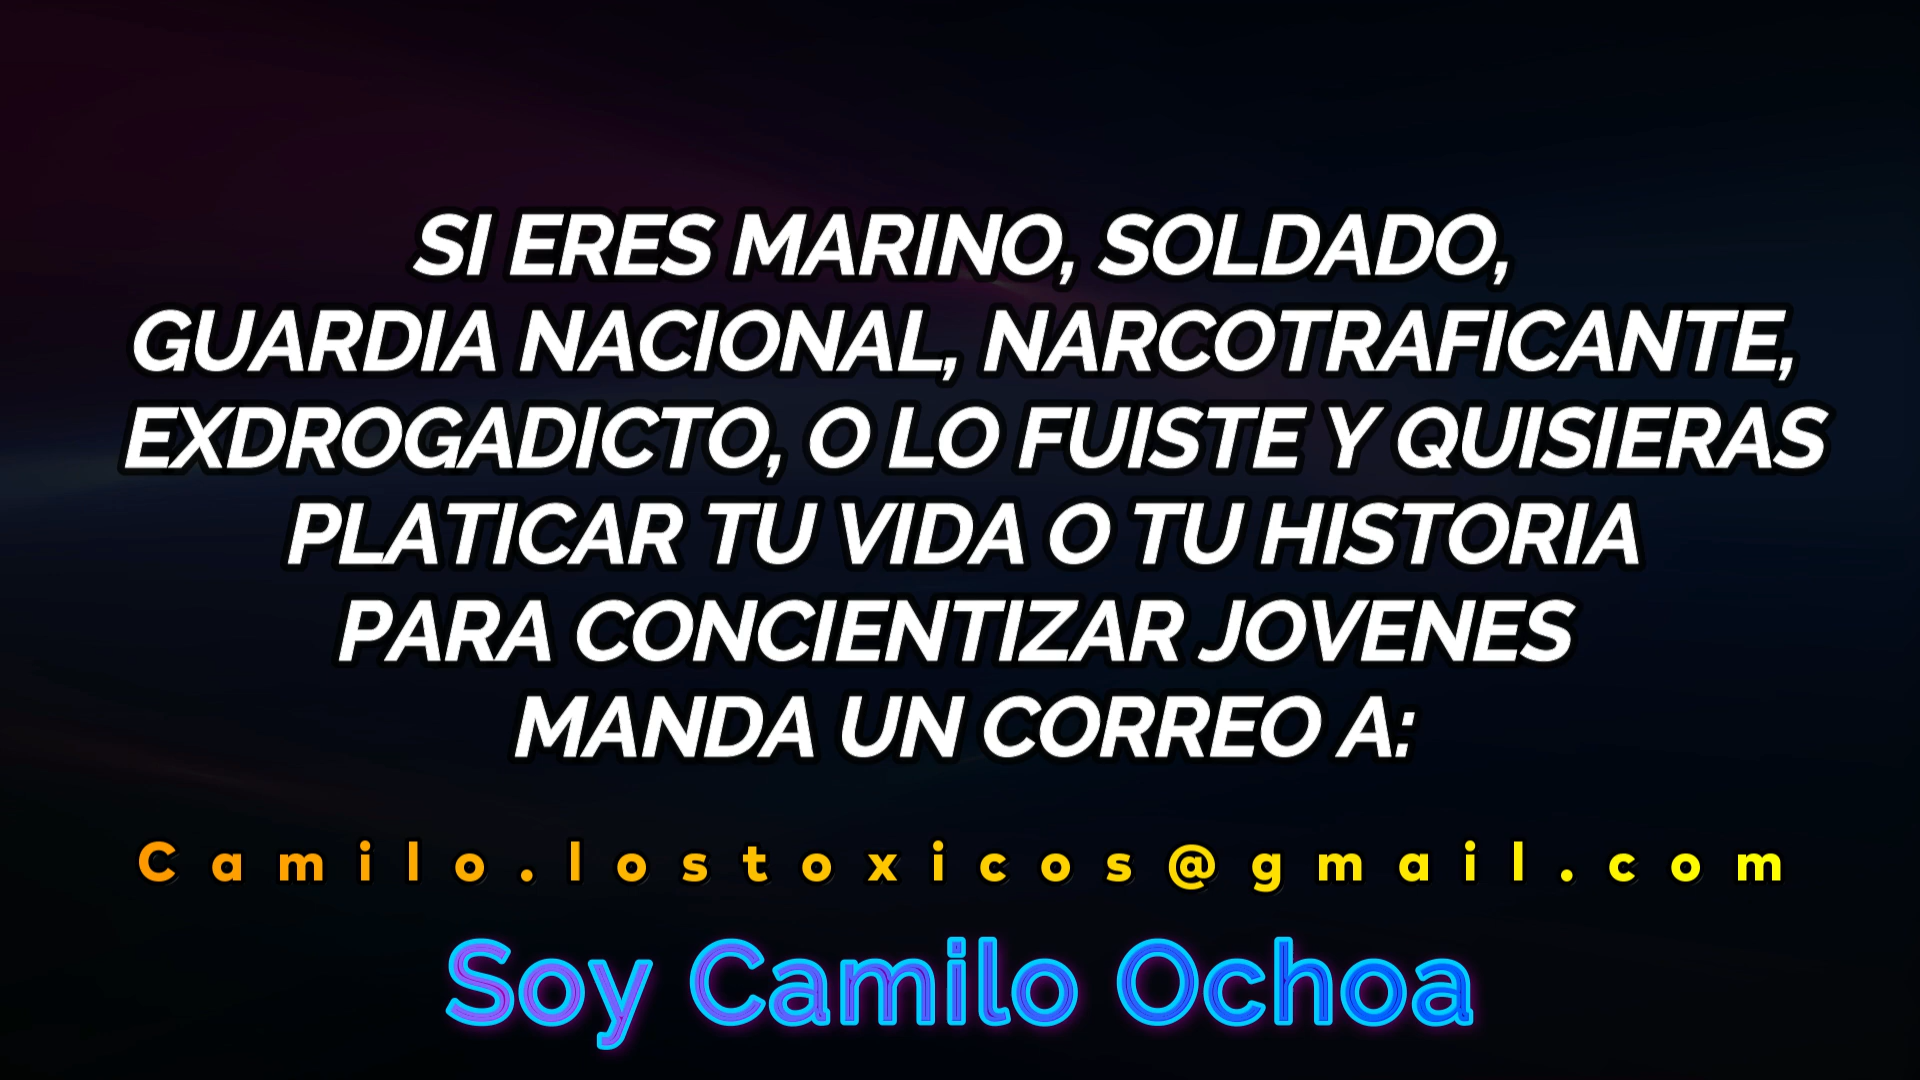 SI ERES MARINO, SOLDADO,
GUARDIA NACIONAL, NARCOTRAFICANTE,
EXDROGADICTO, O LO FUISTE Y QUISIERAS
PLATICAR TU VIDA O TU HISTORIA
PARA CONCIENTIZAR JOVENES
MANDA UN CORREO A:
Camilo.lostoxicos@gmail.com
Soy Camilo Ochoa